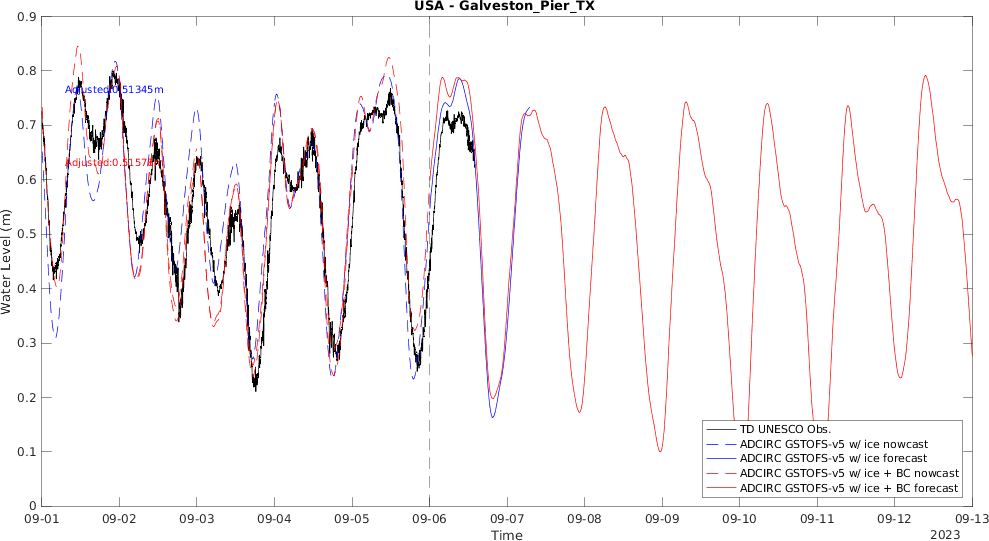 USA - Galveston_Pier_TX
0.9
0.8
0.7
0.6
0.5
0.4
0.3
0.2
0.1
0
Water Level (m)
Adjusted:0.51345m
TD UNESCO Obs.
ADCIRC GSTOFS-v5 w/ ice nowcast
ADCIRC GSTOFS-v5 w/ ice forecast
ADCIRC GSTOFS-v5 w/ ice + BC nowcast
ADCIRC GSTOFS-v5 w/ ice + BC forecast
09-01 09-02 09-03 09-04 09-05 09-06 09-07 09-08 09-09 09-10 09-11 09-12 09-13
Time
2023